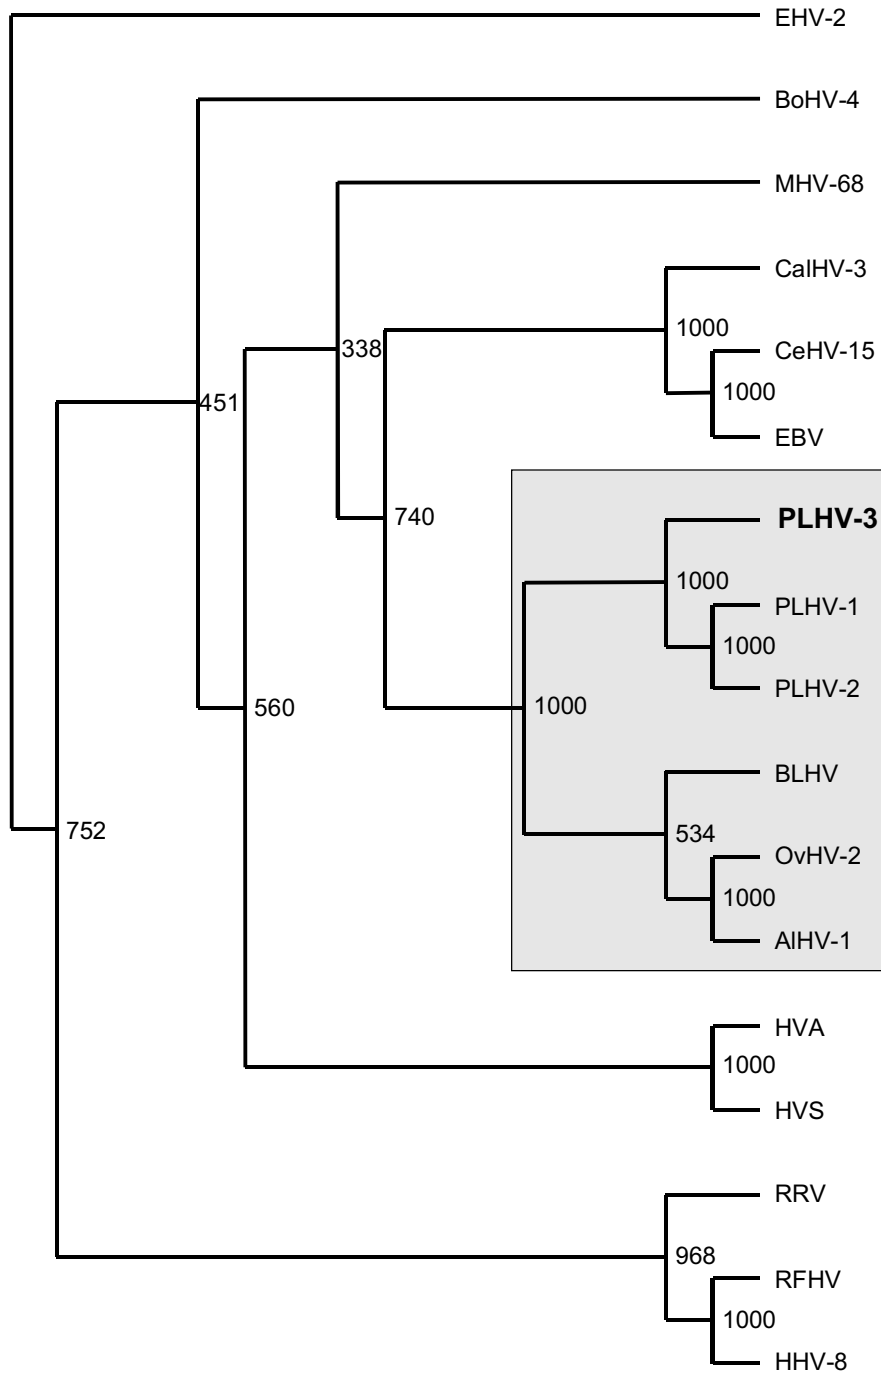 EHV-2
BoHV-4
MHV-68
CalHV-3
1000
338
CeHV-15
1000
451
EBV
740
PLHV-3
1000
PLHV-1
1000
PLHV-2
1000
560
BLHV
752
534
OvHV-2
1000
AlHV-1
HVA
1000
HVS
RRV
968
RFHV
1000
HHV-8